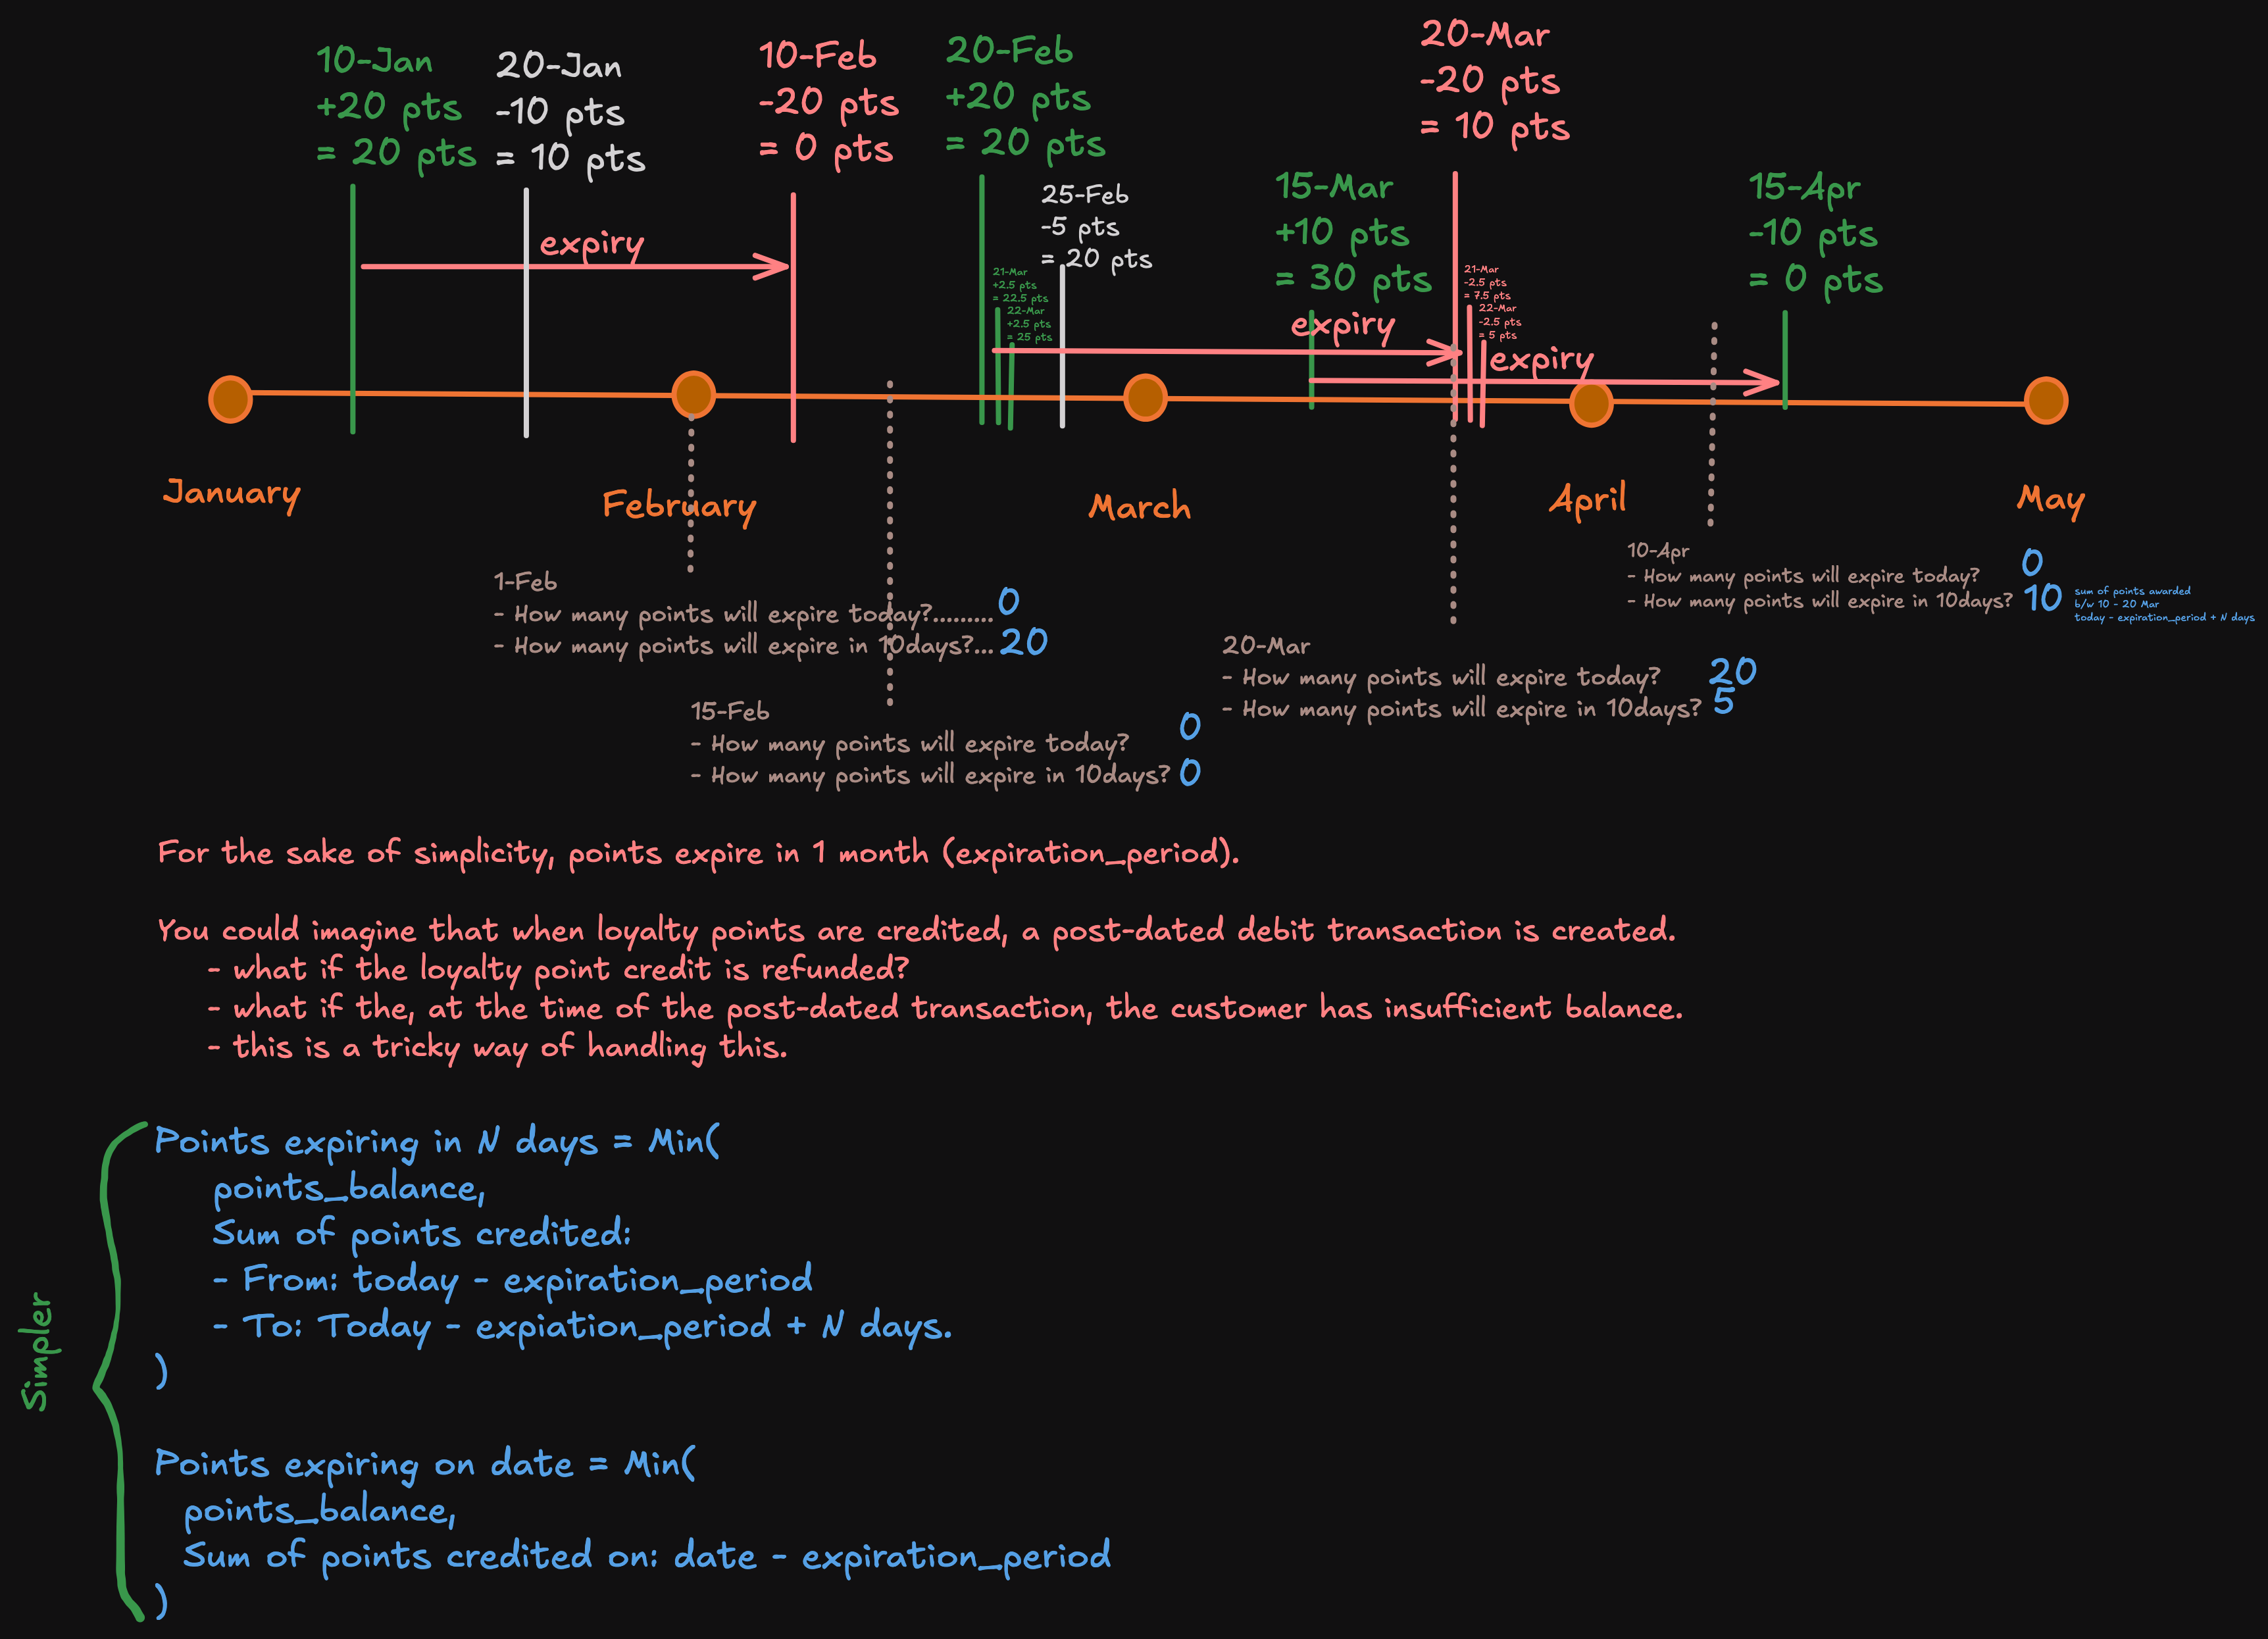 10-Jan
+20 pts
= 20 pts
20-Jan
-10 pts
= 10 pts
10-Feb
-20 pts
= 0 pts
20-Feb
+20 pts
= 20 pts
25-Feb
-5 pts
= 20 pts
21-Mar
+2.5 pts
= 22.5 pts
22-Mar
+2.5 pts
= 25 pts
15-Mar
+10 pts
= 30 pts
20-Mar
-20 pts
= 10 pts
21-Mar
-2.5 pts
= 7.5 pts
22-Mar
-2.5 pts
= 5 pts
15-Apr
-10 pts
= 0 pts
expiry
expiry
expiry
January
February
March
April
May
1-Feb
- How many points will expire today?......... 0
- How many points will expire in 10days?... 20
15-Feb
- How many points will expire today? 0
- How many points will expire in 10days? 0
20-Mar
- How many points will expire today? 20
- How many points will expire in 10days? 5
10-Apr
- How many points will expire today? 0
- How many points will expire in 10days? 10
sum of points awarded
b/w 10 - 20 Mar
today - expiration_period + N days
For the sake of simplicity, points expire in 1 month (expiration_period).
You could imagine that when loyalty points are credited, a post-dated debit transaction is created.
- what if the loyalty point credit is refunded?
- what if the, at the time of the post-dated transaction, the customer has insufficient balance.
- this is a tricky way of handling this.
Simpler
Points expiring in N days = Min(
points_balance,
Sum of points credited:
- From: today - expiration_period
- To: Today - expiation_period + N days.
)
Points expiring on date = Min(
points_balance,
Sum of points credited on: date - expiration_period
)